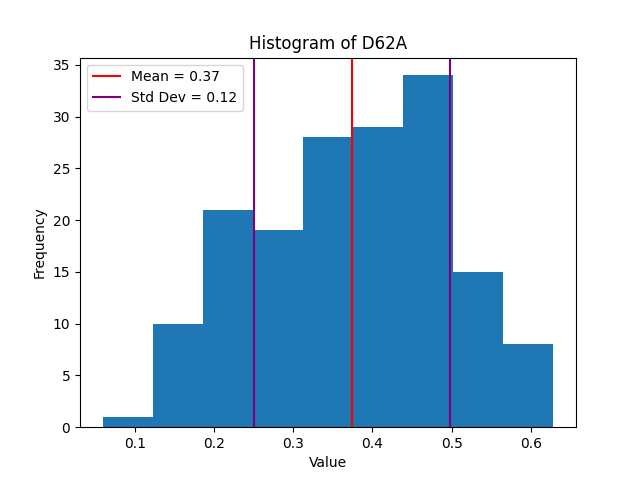 Histogram of D62A
Mean = 0.37
Std Dev = 0.12
35
30
25
20
15
10
5
0
Frequency
0.1 0.2 0.3 0.4 0.5 0.6
Value